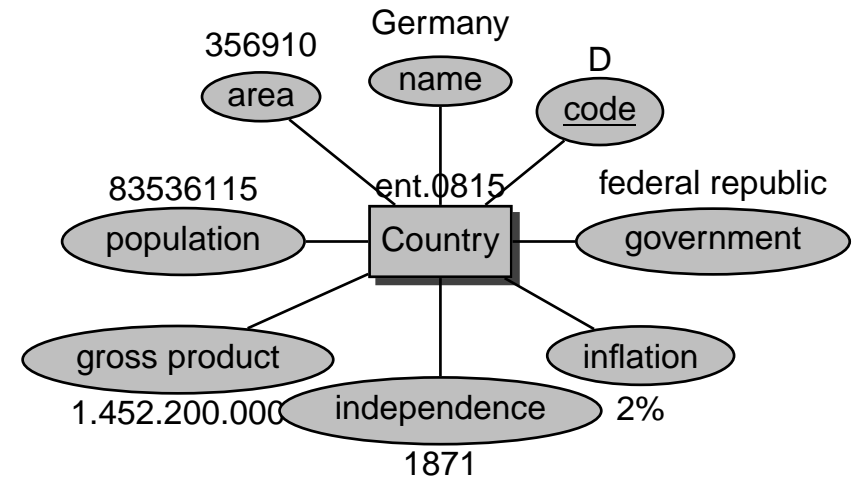 Germany
356910
D
name
area
code
83536115
ent.0815
federal republic
population
Country
government
gross product
inflation
1.452.200.000
independence
2%
1871